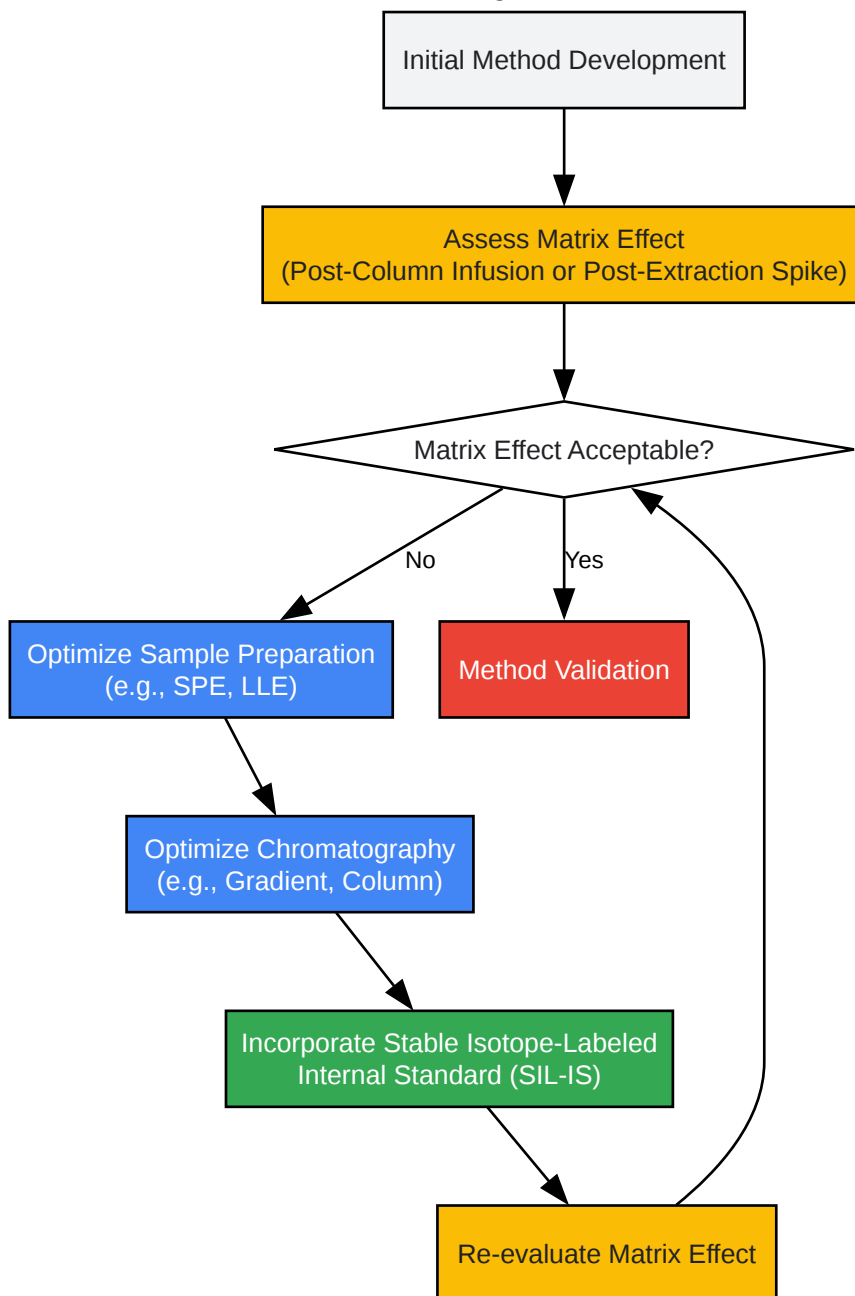 Initial Method Development
Assess Matrix Effect
(Post-Column Infusion or Post-Extraction Spike)
Matrix Effect Acceptable?
No
Yes
Optimize Sample Preparation
(e.g., SPE, LLE)
Method Validation
Optimize Chromatography
(e.g., Gradient, Column)
Incorporate Stable Isotope-Labeled
Internal Standard (SIL-IS)
Re-evaluate Matrix Effect